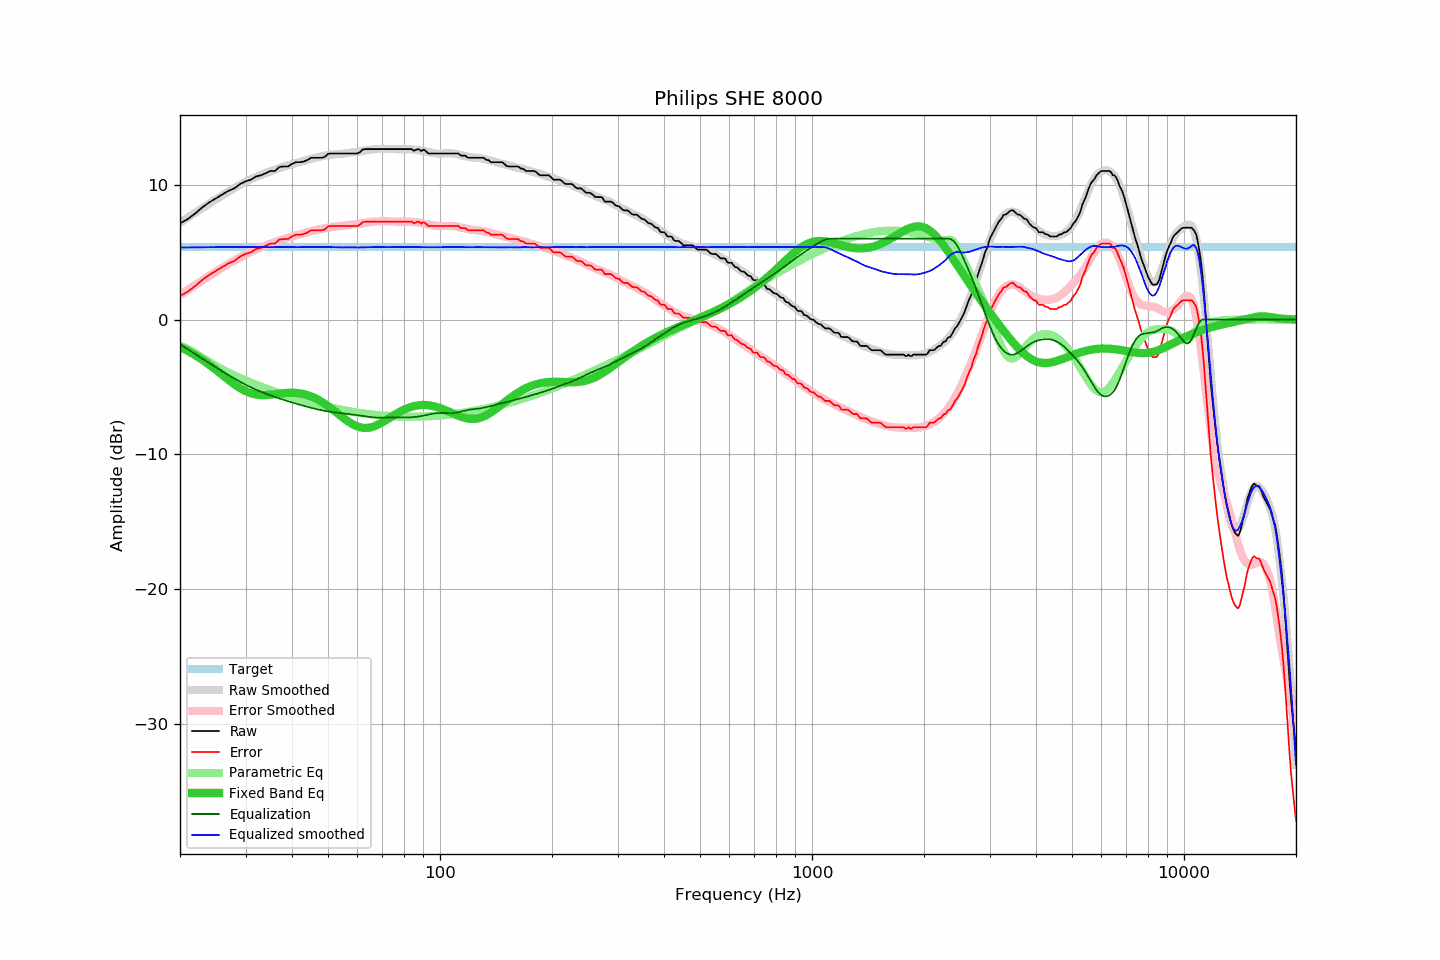 Philips SHE 8000
Amplitude (dBr)
10
0
−10
−20
−30
Target
Raw Smoothed
Error Smoothed
Raw
Error
Parametric Eq
Fixed Band Eq
Equalization
Equalized smoothed
100
1000
10000
Frequency (Hz)